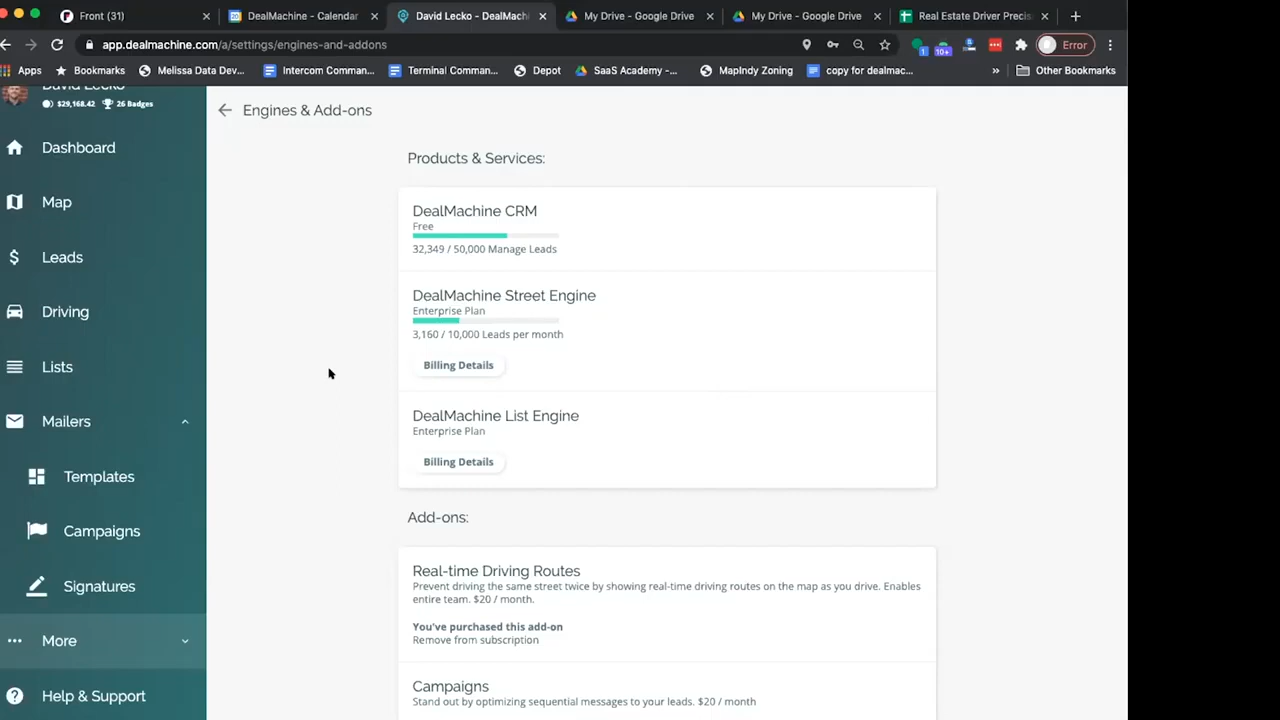 Front (31)
DealMachine - Calendar
David Lecko - DealMachi
My Drive - Google Drive
My Drive - Google Drive
Real Estate Driver Precis
app.dealmachine.com/a/settings/engines-and-addons
1
10+
Error
Apps
Bookmarks
Melissa Data Dev...
Intercom Comman...
Terminal Comman...
Depot
SaaS Academy -...
MapIndy Zoning
copy for dealmac...
»
Other Bookmarks
David Lecko
$29,168.42
26 Badges
Dashboard
Map
Leads
Driving
Lists
Mailers
Templates
Campaigns
Signatures
More
Help & Support
Engines & Add-ons
Products & Services:
DealMachine CRM
Free
32,349 / 50,000 Manage Leads
DealMachine Street Engine
Enterprise Plan
3,160 / 10,000 Leads per month
Billing Details
DealMachine List Engine
Enterprise Plan
Billing Details
Add-ons:
Real-time Driving Routes
Prevent driving the same street twice by showing real-time driving routes on the map as you drive. Enables
entire team. $20 / month.
You've purchased this add-on
Remove from subscription
Campaigns
Stand out by optimizing sequential messages to your leads. $20 / month